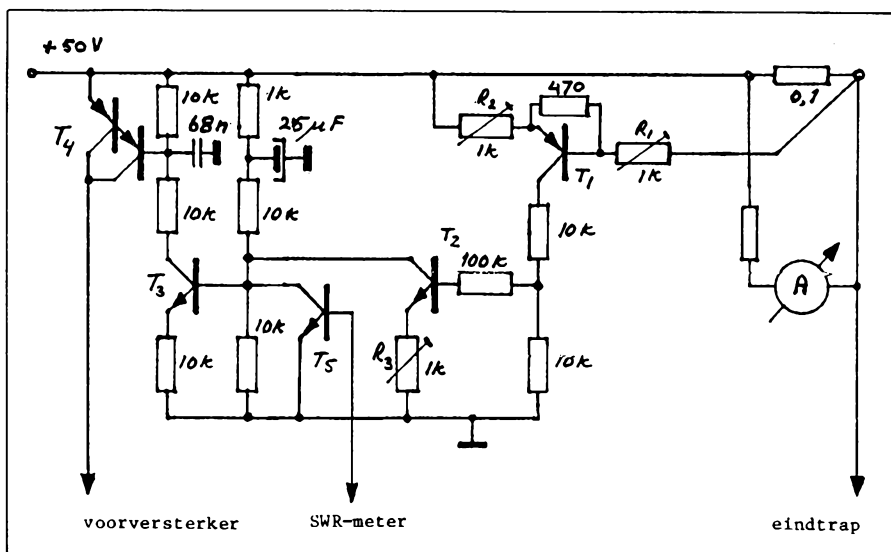 +50V
10k
1k
470
R2
0,1
T4
68n
25µF
R1
1k
T1
1k
10k
10k
T2
10k
T3
100k
A
10k
10k
T5
R3
1k
10k
voorversterker
SWR-meter
eindtrap